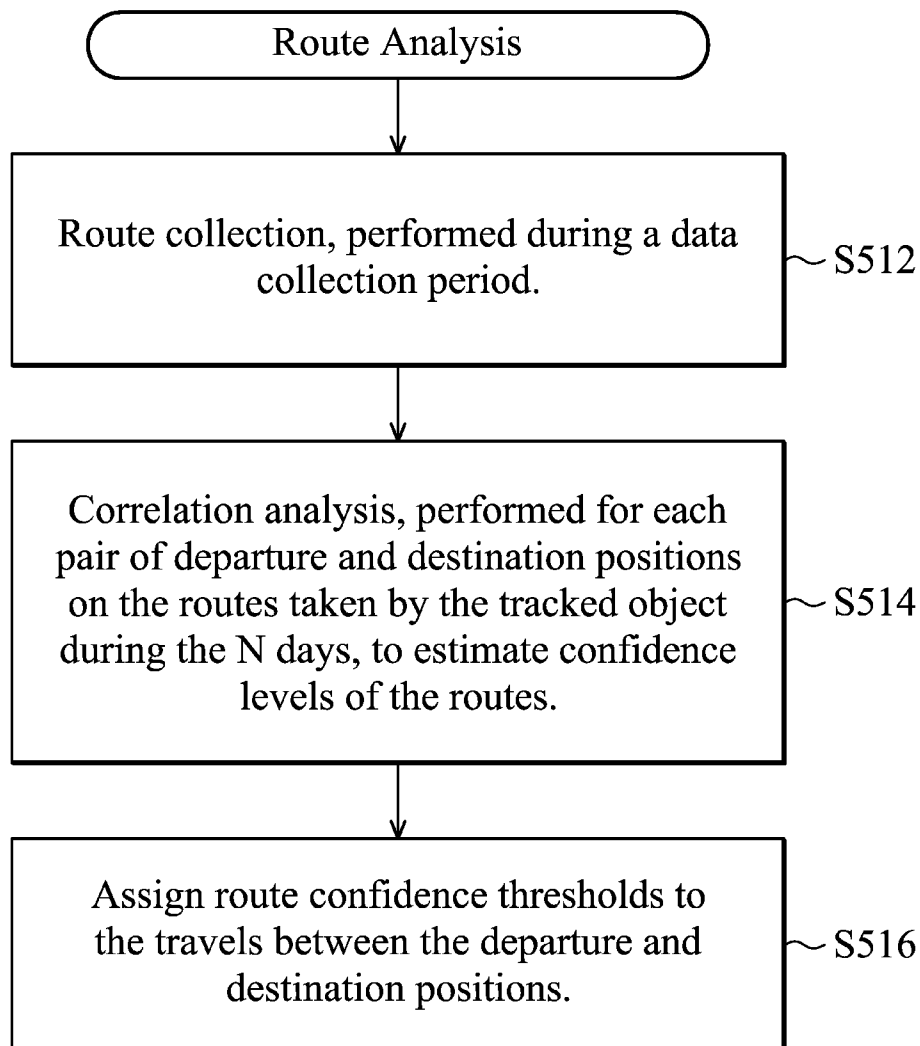 Route Analysis
Route collection, performed during a data
collection period.
S512
Correlation analysis, performed for each
pair of departure and destination positions
on the routes taken by the tracked object
during the N days, to estimate confidence
levels of the routes.
S514
Assign route confidence thresholds to
the travels between the departure and
destination positions.
S516